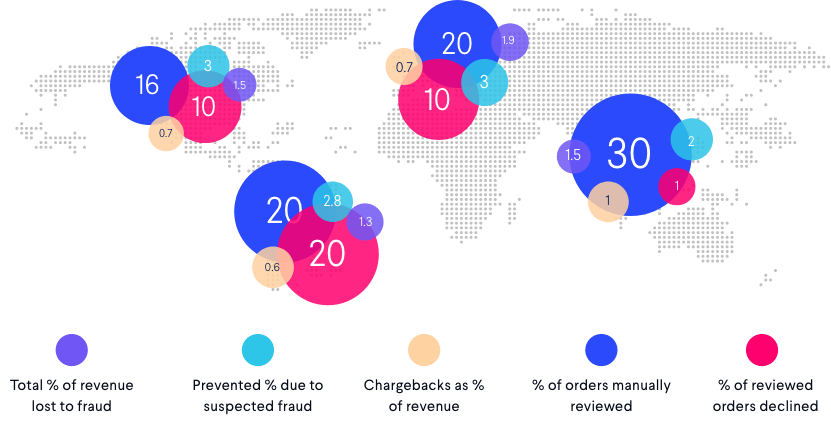 20
1.9
0.7
3
10
16
3
1.5
10
0.7
30
2
1.5
1
1
20
2.8
1.3
20
0.6
Total % of revenue
lost to fraud
Prevented % due to
suspected fraud
Chargebacks as %
of revenue
% of orders manually
reviewed
% of reviewed
orders declined